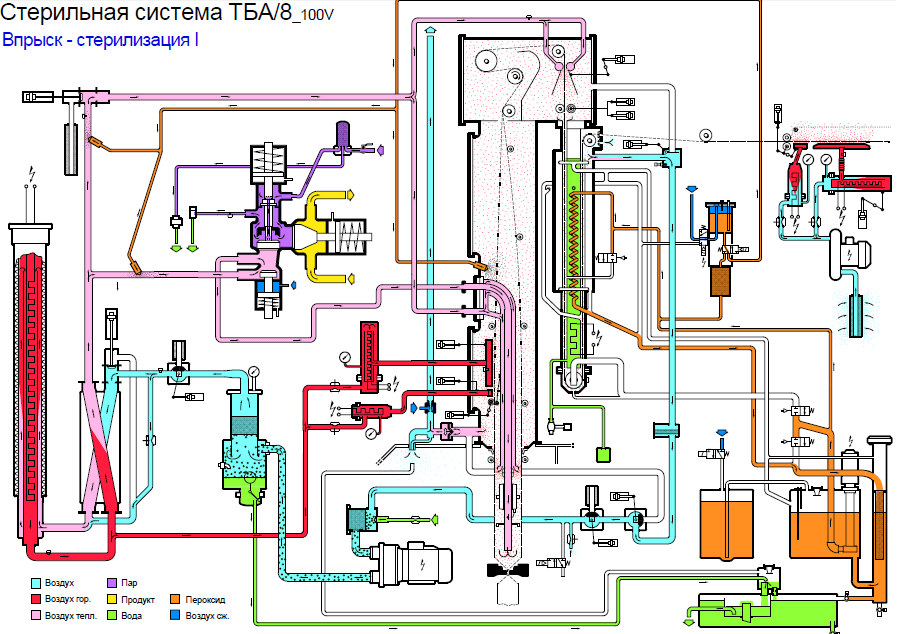 Стерильная система ТБА/8_100V
Впрыск - стерилизация I
Воздух
Пар
Воздух гор.
Продукт
Пероксид
Воздух тепл.
Вода
Воздух сж.